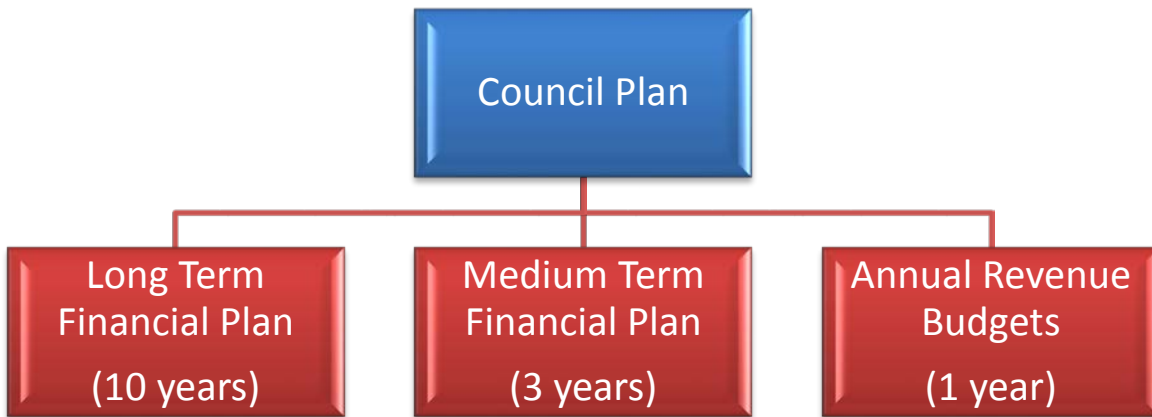 Council Plan
Long Term
Financial Plan
(10 years)
Medium Term
Financial Plan
(3 years)
Annual Revenue
Budgets
(1 year)